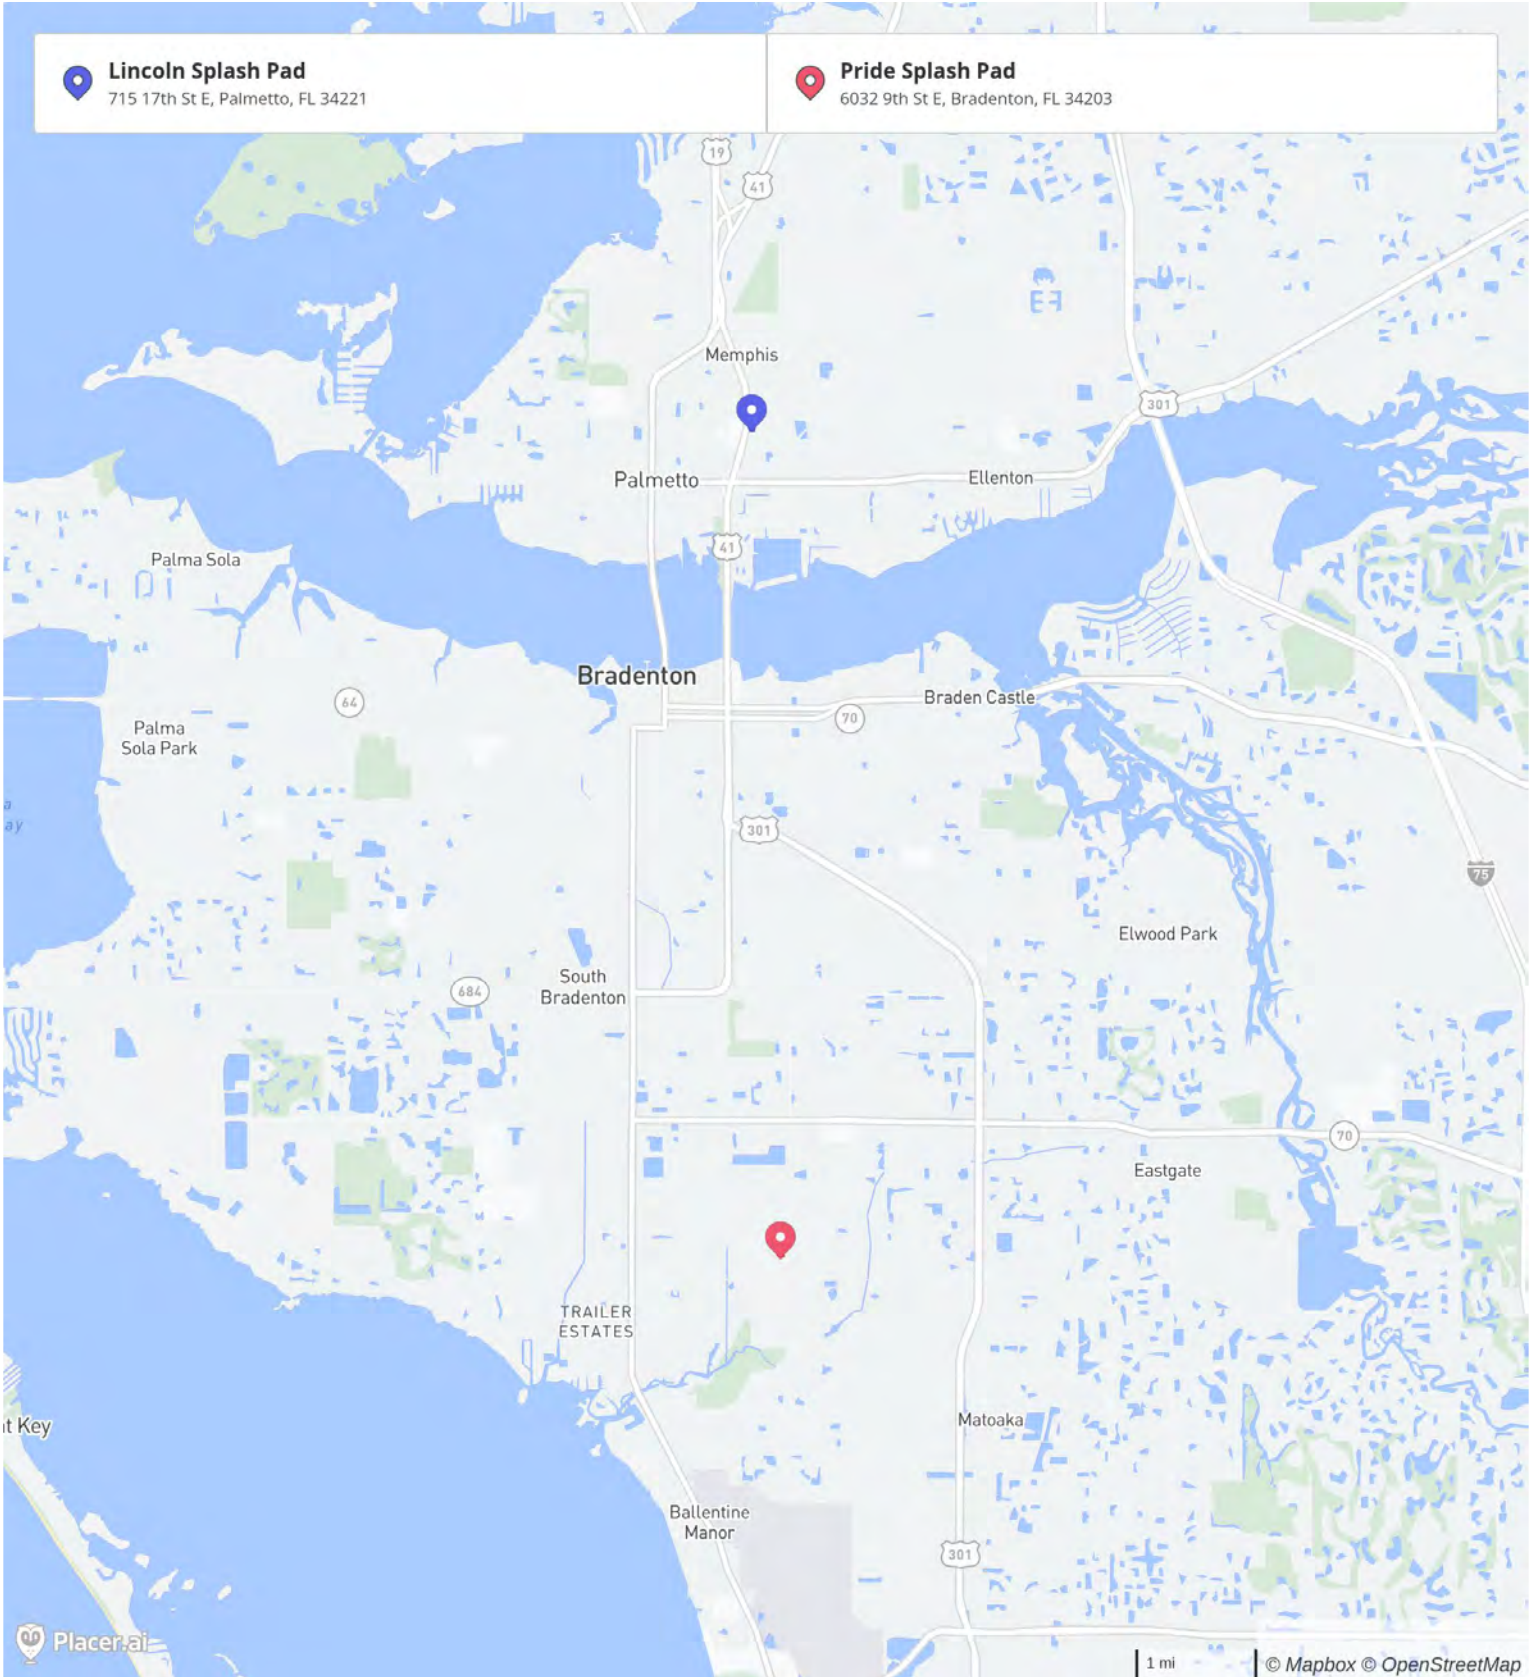 Lincoln Splash Pad
715 17th St E, Palmetto, FL 34221
Pride Splash Pad
6032 9th St E, Bradenton, FL 34203
19
41
Memphis
301
Palmetto
Ellenton
41
Palma Sola
Bradenton
Braden Castle
64
70
Palma
Sola Park
a
ay
301
75
Elwood Park
South
Bradenton
684
70
Eastgate
TRAILER
ESTATES
Matoaka
t Key
Ballentine
Manor
301
Placer.ai
1 mi
© Mapbox © OpenStreetMap